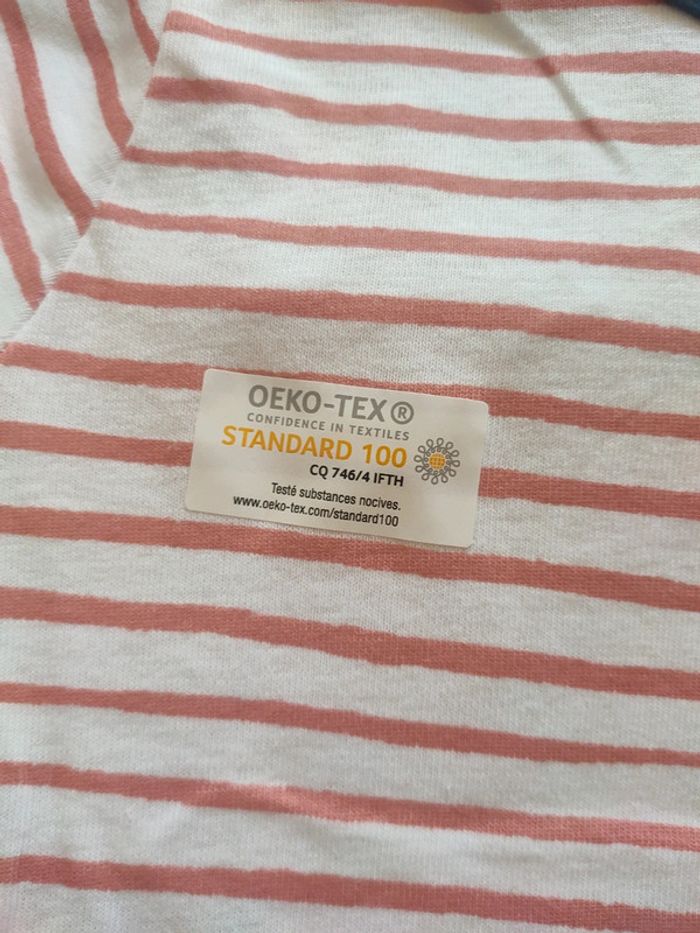 OEKO-TEX®
CONFIDENCE IN TEXTILES
STANDARD 100
CQ 746/4 IFTH
Testé substances nocives.
www.oeko-tex.com/standard100